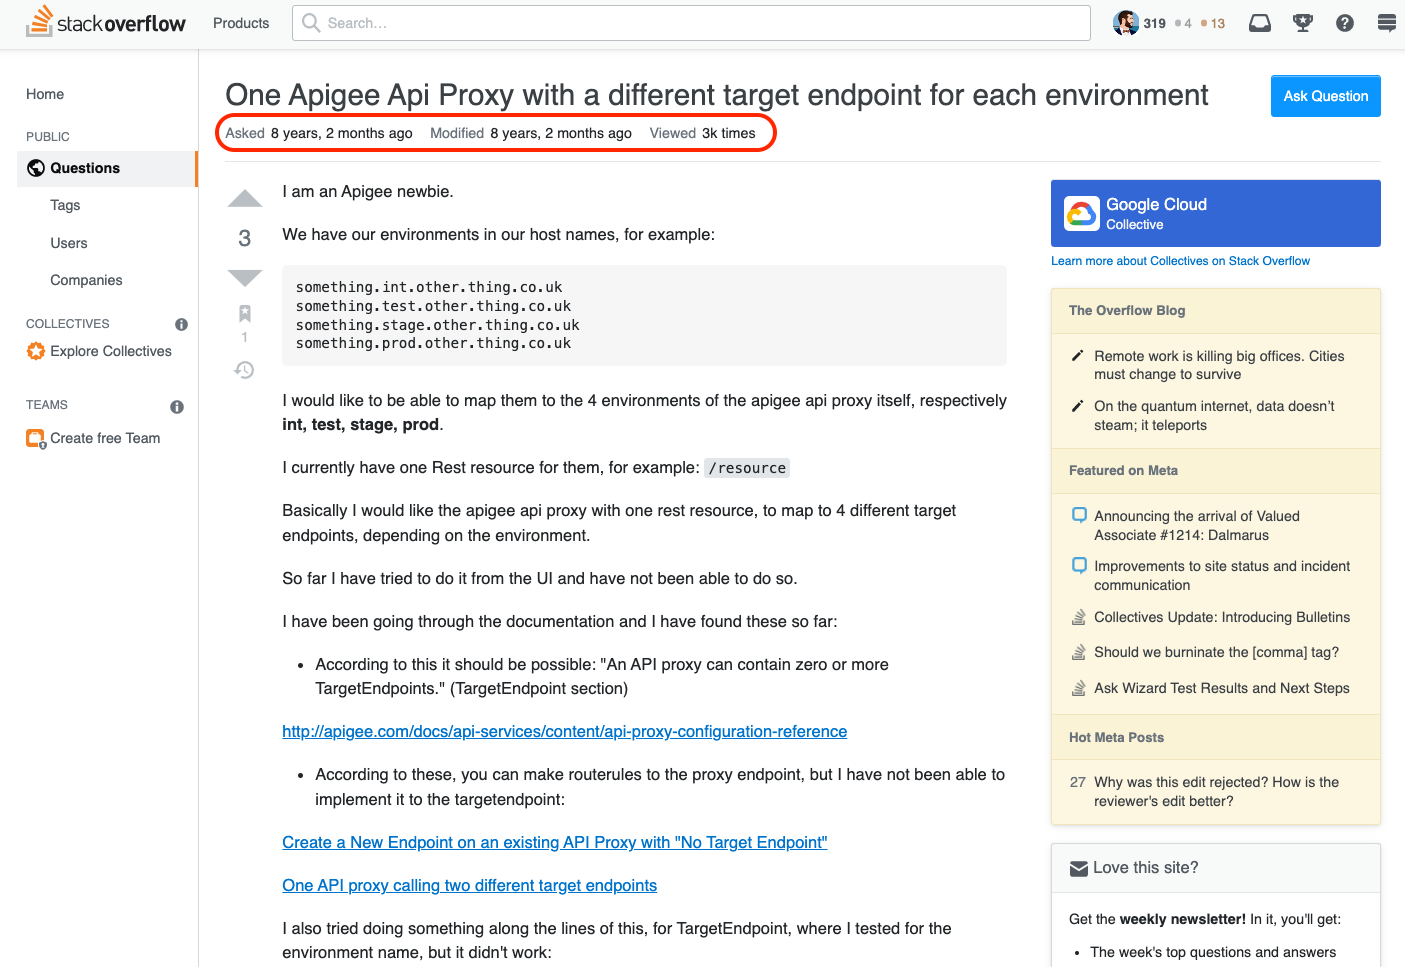 stackoverflow
Products
Search…
319 4 13
Home
PUBLIC
Questions
Tags
Users
Companies
COLLECTIVES
Explore Collectives
TEAMS
Create free Team
One Apigee Api Proxy with a different target endpoint for each environment
Ask Question
Asked 8 years, 2 months ago Modified 8 years, 2 months ago Viewed 3k times
3
1
I am an Apigee newbie.
We have our environments in our host names, for example:
something.int.other.thing.co.uk
something.test.other.thing.co.uk
something.stage.other.thing.co.uk
something.prod.other.thing.co.uk
I would like to be able to map them to the 4 environments of the apigee api proxy itself, respectively
int, test, stage, prod.
I currently have one Rest resource for them, for example: /resource
Basically I would like the apigee api proxy with one rest resource, to map to 4 different target
endpoints, depending on the environment.
So far I have tried to do it from the UI and have not been able to do so.
I have been going through the documentation and I have found these so far:
• According to this it should be possible: "An API proxy can contain zero or more
TargetEndpoints." (TargetEndpoint section)
http://apigee.com/docs/api-services/content/api-proxy-configuration-reference
• According to these, you can make routerules to the proxy endpoint, but I have not been able to
implement it to the targetendpoint:
Create a New Endpoint on an existing API Proxy with "No Target Endpoint"
One API proxy calling two different target endpoints
I also tried doing something along the lines of this, for TargetEndpoint, where I tested for the
environment name, but it didn't work:
Google Cloud
Collective
Learn more about Collectives on Stack Overflow
The Overflow Blog
Remote work is killing big offices. Cities
must change to survive
On the quantum internet, data doesn't
steam; it teleports
Featured on Meta
Announcing the arrival of Valued
Associate #1214: Dalmarus
Improvements to site status and incident
communication
Collectives Update: Introducing Bulletins
Should we burninate the [comma] tag?
Ask Wizard Test Results and Next Steps
Hot Meta Posts
27 Why was this edit rejected? How is the
reviewer's edit better?
Love this site?
Get the weekly newsletter! In it, you'll get:
• The week's top questions and answers